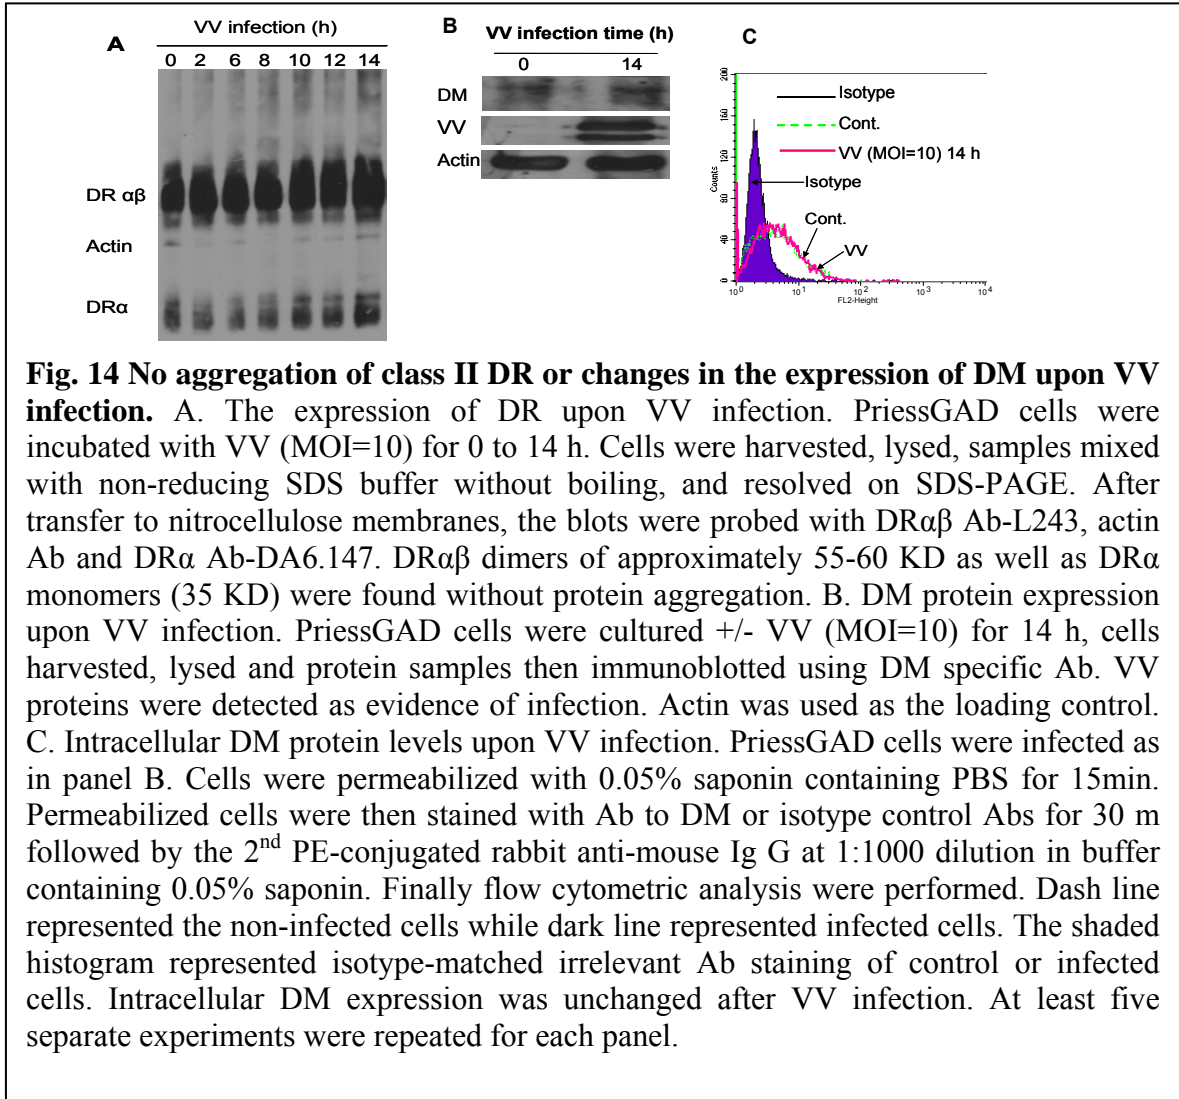 A
VV infection (h)
0 2 6 8 10 12 14
DR αβ
Actin
DRα
B
VV infection time (h)
0 14
DM
VV
Actin
C
200
160
120
80
40
0
Counts
Isotype
Cont.
VV (MOI=10) 14 h
Isotype
Cont.
VV
10⁰ 10¹ 10² 10³ 10⁴
FL2-Height
Fig. 14 No aggregation of class II DR or changes in the expression of DM upon VV
infection. A. The expression of DR upon VV infection. PriessGAD cells were
incubated with VV (MOI=10) for 0 to 14 h. Cells were harvested, lysed, samples mixed
with non-reducing SDS buffer without boiling, and resolved on SDS-PAGE. After
transfer to nitrocellulose membranes, the blots were probed with DRαβ Ab-L243, actin
Ab and DRα Ab-DA6.147. DRαβ dimers of approximately 55-60 KD as well as DRα
monomers (35 KD) were found without protein aggregation. B. DM protein expression
upon VV infection. PriessGAD cells were cultured +/- VV (MOI=10) for 14 h, cells
harvested, lysed and protein samples then immunoblotted using DM specific Ab. VV
proteins were detected as evidence of infection. Actin was used as the loading control.
C. Intracellular DM protein levels upon VV infection. PriessGAD cells were infected as
in panel B. Cells were permeabilized with 0.05% saponin containing PBS for 15min.
Permeabilized cells were then stained with Ab to DM or isotype control Abs for 30 m
followed by the 2nd PE-conjugated rabbit anti-mouse Ig G at 1:1000 dilution in buffer
containing 0.05% saponin. Finally flow cytometric analysis were performed. Dash line
represented the non-infected cells while dark line represented infected cells. The shaded
histogram represented isotype-matched irrelevant Ab staining of control or infected
cells. Intracellular DM expression was unchanged after VV infection. At least five
separate experiments were repeated for each panel.